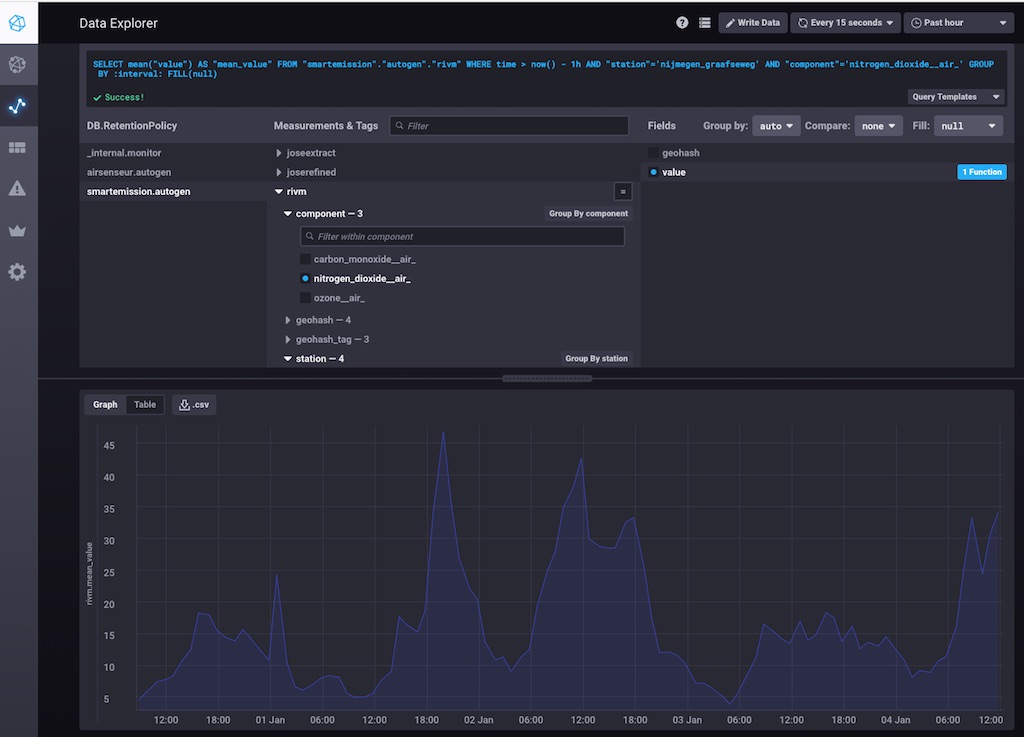 Data Explorer
? Write Data Every 15 seconds Past hour
SELECT mean("value") AS "mean_value" FROM "smartemission"."autogen"."rivm" WHERE time > now() - 1h AND "station"='nijmegen_graafseweg' AND "component"='nitrogen_dioxide__air_' GROUP
BY :interval: FILL(null)
Success!
Query Templates
DB.RetentionPolicy Measurements & Tags Filter Fields Group by: auto Compare: none Fill: null
_internal.monitor joseextract geohash
airsenseur.autogen joserefined value 1 Function
smartemission.autogen rivm =
component — 3 Group By component
Filter within component
carbon_monoxide__air_
nitrogen_dioxide__air_
ozone__air_
geohash — 4
geohash_tag — 3
station — 4 Group By station
Graph Table .csv
45
40
35
30
25
20
15
10
5
rivm.mean_value
12:00 18:00 01 Jan 06:00 12:00 18:00 02 Jan 06:00 12:00 18:00 03 Jan 06:00 12:00 18:00 04 Jan 06:00 12:00